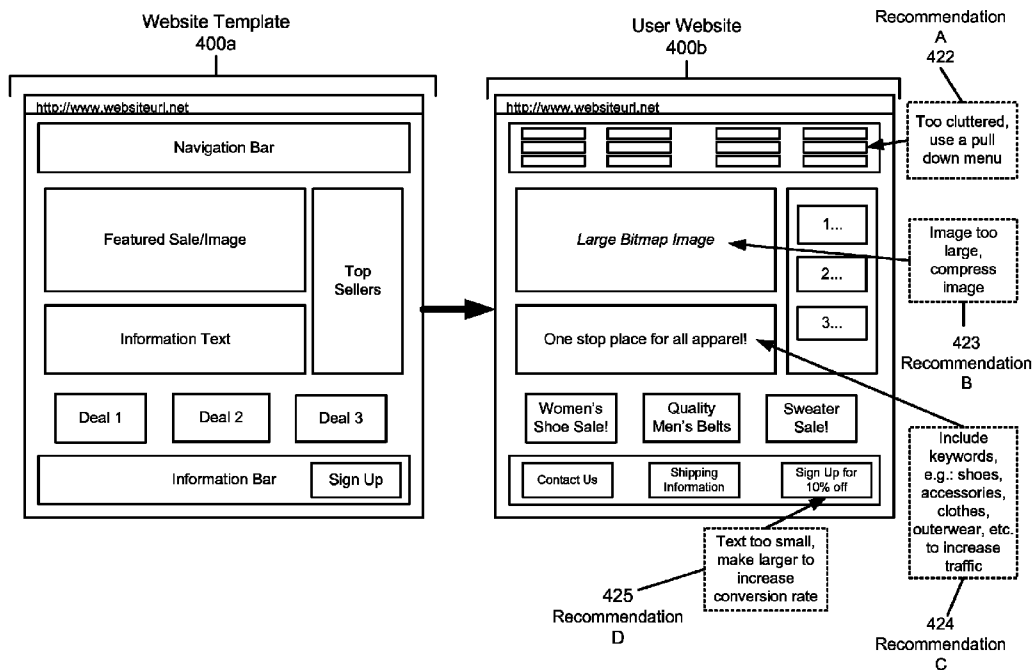 Website Template
400a
http://www.websiteurl.net
Navigation Bar
Featured Sale/Image
Top
Sellers
Information Text
Deal 1
Deal 2
Deal 3
Information Bar
Sign Up
User Website
400b
http://www.websiteurl.net
Large Bitmap Image
1...
2...
3...
One stop place for all apparel!
Women's
Shoe Sale!
Quality
Men's Belts
Sweater
Sale!
Contact Us
Shipping
Information
Sign Up for
10% off
Recommendation
A
422
Too cluttered,
use a pull
down menu
Image too
large,
compress
image
423
Recommendation
B
Include
keywords,
e.g.: shoes,
accessories,
clothes,
outerwear, etc.
to increase
traffic
424
Recommendation
C
Text too small,
make larger to
increase
conversion rate
425
Recommendation
D